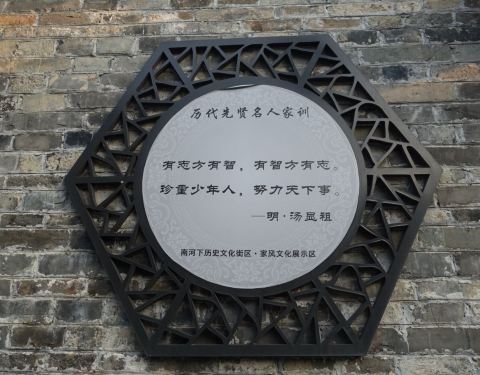 历代先贤名人家训
有志方有智，有智方有志。
珍重少年人，努力天下事。
—明·汤显祖
南河下历史文化街区·家风文化展示区